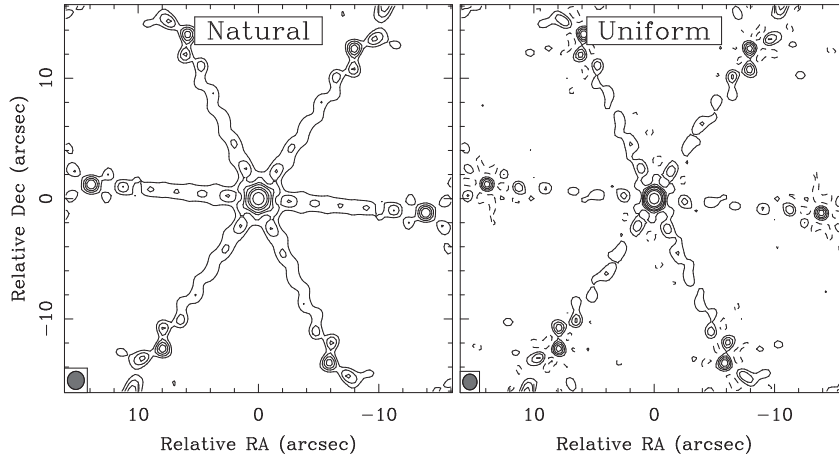 Natural
Uniform
Relative Dec (arcsec)
10
0
−10
10
0
−10
10
0
−10
Relative RA (arcsec)
Relative RA (arcsec)